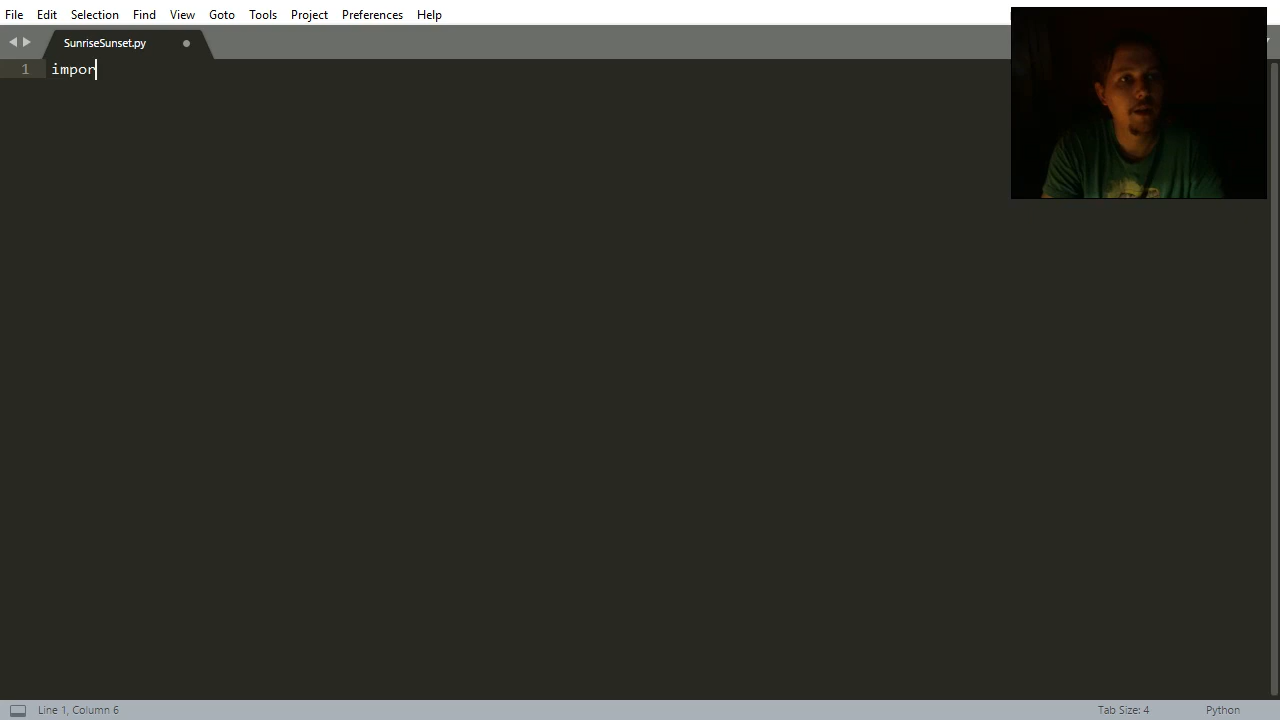 File Edit Selection Find View Goto Tools Project Preferences Help
SunriseSunset.py
1 impor
Line 1, Column 6 Tab Size: 4 Python